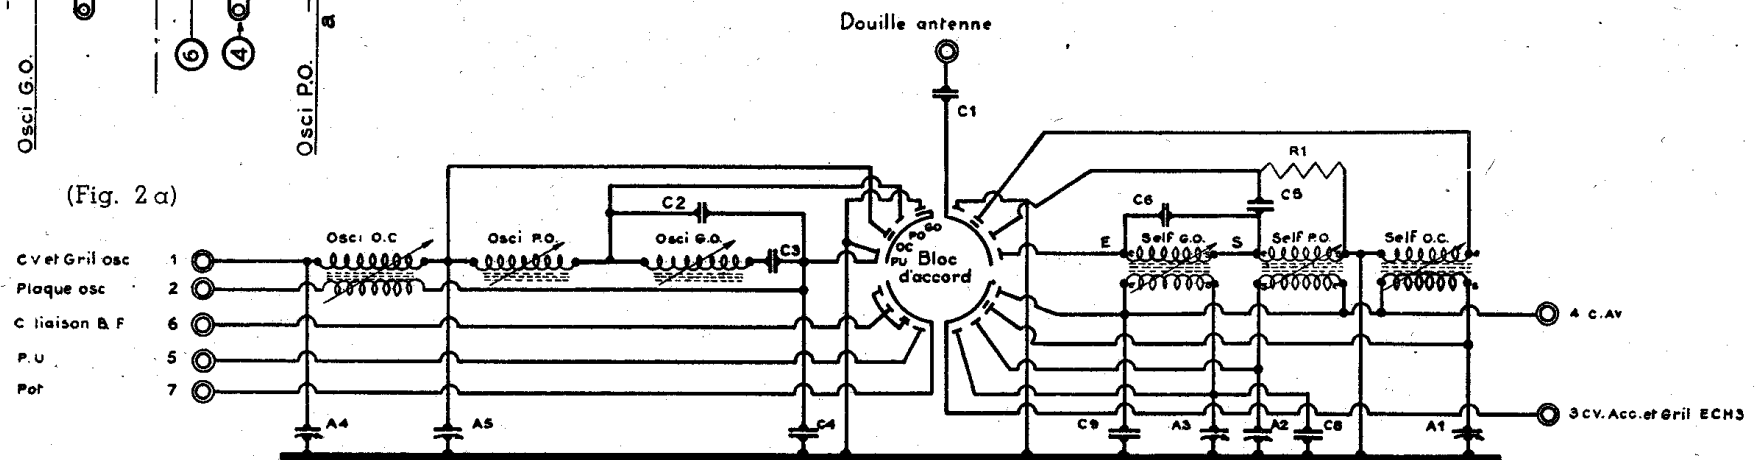 Osci G.O.
6
4
Osci P.O.
a
Douille antenne
C1
(Fig. 2 a)
R1
C5
C6
C2
C3
Osci O.C
Osci P.O.
Osci G.O.
GO
PO
OC
PU
Bloc
d'accord
E
Self G.O.
S
Self P.O.
Self O.C.
CV et Gril osc 1
Plaque osc 2
C liaison B F 6
P.U 5
Pot 7
4 C.AV
3 CV. Acc. et Gril ECH3
A4
A5
C4
C9
A3
A2
C8
A1